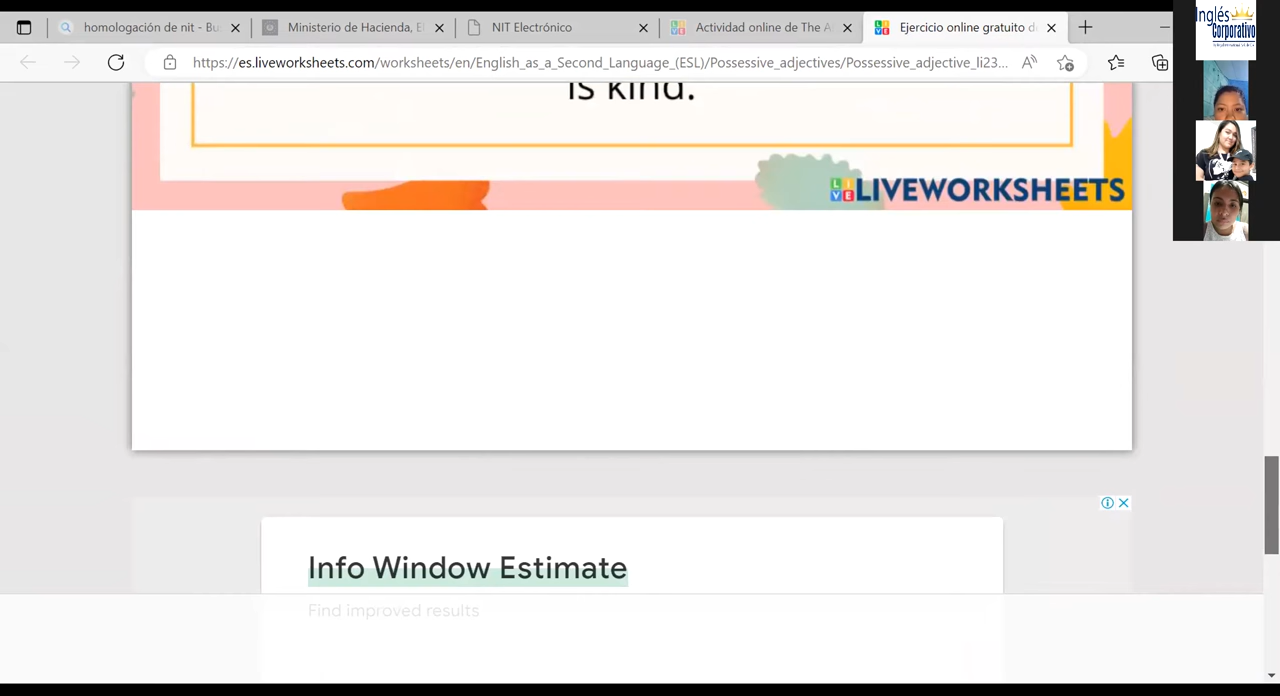 homologación de nit - Bu
Ministerio de Hacienda, E
NIT Electrónico
Actividad online de The A
Ejercicio online gratuito d
https://es.liveworksheets.com/worksheets/en/English_as_a_Second_Language_(ESL)/Possessive_adjectives/Possessive_adjective_li23...
Inglés
Corporativo
is kind.
LIVEWORKSHEETS
Info Window Estimate
Find improved results